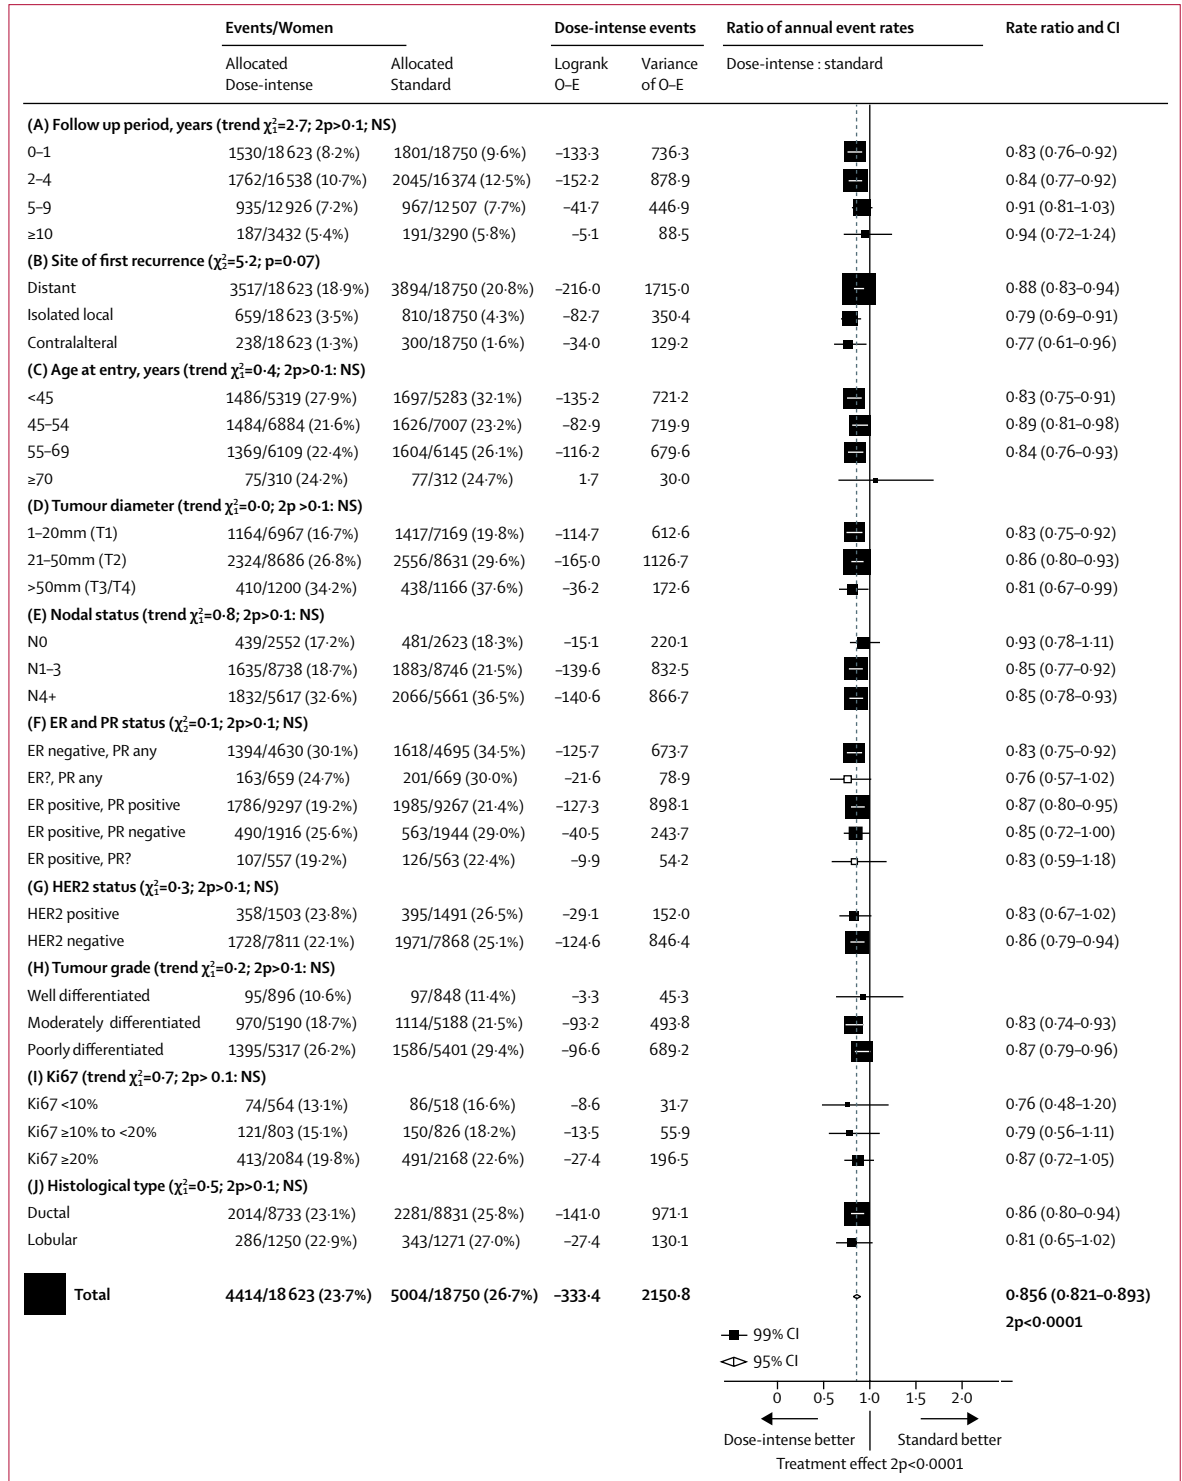 Events/Women Dose-intense events Ratio of annual event rates Rate ratio and CI
Allocated Dose-intense Allocated Standard Logrank O–E Variance of O–E Dose-intense : standard
(A) Follow up period, years (trend χ²₁=2·7; 2p>0·1; NS)
0–1 1530/18 623 (8·2%) 1801/18 750 (9·6%) –133·3 736·3 0·83 (0·76–0·92)
2–4 1762/16 538 (10·7%) 2045/16 374 (12·5%) –152·2 878·9 0·84 (0·77–0·92)
5–9 935/12 926 (7·2%) 967/12 507 (7·7%) –41·7 446·9 0·91 (0·81–1·03)
≥10 187/3432 (5·4%) 191/3290 (5·8%) –5·1 88·5 0·94 (0·72–1·24)
(B) Site of first recurrence (χ²₂=5·2; p=0·07)
Distant 3517/18 623 (18·9%) 3894/18 750 (20·8%) –216·0 1715·0 0·88 (0·83–0·94)
Isolated local 659/18 623 (3·5%) 810/18 750 (4·3%) –82·7 350·4 0·79 (0·69–0·91)
Contralalteral 238/18 623 (1·3%) 300/18 750 (1·6%) –34·0 129·2 0·77 (0·61–0·96)
(C) Age at entry, years (trend χ²₁=0·4; 2p>0·1: NS)
<45 1486/5319 (27·9%) 1697/5283 (32·1%) –135·2 721·2 0·83 (0·75–0·91)
45–54 1484/6884 (21·6%) 1626/7007 (23·2%) –82·9 719·9 0·89 (0·81–0·98)
55–69 1369/6109 (22·4%) 1604/6145 (26·1%) –116·2 679·6 0·84 (0·76–0·93)
≥70 75/310 (24·2%) 77/312 (24·7%) 1·7 30·0
(D) Tumour diameter (trend χ²₁=0·0; 2p >0·1: NS)
1–20mm (T1) 1164/6967 (16·7%) 1417/7169 (19·8%) –114·7 612·6 0·83 (0·75–0·92)
21–50mm (T2) 2324/8686 (26·8%) 2556/8631 (29·6%) –165·0 1126·7 0·86 (0·80–0·93)
>50mm (T3/T4) 410/1200 (34·2%) 438/1166 (37·6%) –36·2 172·6 0·81 (0·67–0·99)
(E) Nodal status (trend χ²₁=0·8; 2p>0·1: NS)
N0 439/2552 (17·2%) 481/2623 (18·3%) –15·1 220·1 0·93 (0·78–1·11)
N1–3 1635/8738 (18·7%) 1883/8746 (21·5%) –139·6 832·5 0·85 (0·77–0·92)
N4+ 1832/5617 (32·6%) 2066/5661 (36·5%) –140·6 866·7 0·85 (0·78–0·93)
(F) ER and PR status (χ²₂=0·1; 2p>0·1; NS)
ER negative, PR any 1394/4630 (30·1%) 1618/4695 (34·5%) –125·7 673·7 0·83 (0·75–0·92)
ER?, PR any 163/659 (24·7%) 201/669 (30·0%) –21·6 78·9 0·76 (0·57–1·02)
ER positive, PR positive 1786/9297 (19·2%) 1985/9267 (21·4%) –127·3 898·1 0·87 (0·80–0·95)
ER positive, PR negative 490/1916 (25·6%) 563/1944 (29·0%) –40·5 243·7 0·85 (0·72–1·00)
ER positive, PR? 107/557 (19·2%) 126/563 (22·4%) –9·9 54·2 0·83 (0·59–1·18)
(G) HER2 status (χ²₁=0·3; 2p>0·1; NS)
HER2 positive 358/1503 (23·8%) 395/1491 (26·5%) –29·1 152·0 0·83 (0·67–1·02)
HER2 negative 1728/7811 (22·1%) 1971/7868 (25·1%) –124·6 846·4 0·86 (0·79–0·94)
(H) Tumour grade (trend χ²₁=0·2; 2p>0·1: NS)
Well differentiated 95/896 (10·6%) 97/848 (11·4%) –3·3 45·3
Moderately differentiated 970/5190 (18·7%) 1114/5188 (21·5%) –93·2 493·8 0·83 (0·74–0·93)
Poorly differentiated 1395/5317 (26·2%) 1586/5401 (29·4%) –96·6 689·2 0·87 (0·79–0·96)
(I) Ki67 (trend χ²₁=0·7; 2p> 0.1: NS)
Ki67 <10% 74/564 (13·1%) 86/518 (16·6%) –8·6 31·7 0·76 (0·48–1·20)
Ki67 ≥10% to <20% 121/803 (15·1%) 150/826 (18·2%) –13·5 55·9 0·79 (0·56–1·11)
Ki67 ≥20% 413/2084 (19·8%) 491/2168 (22·6%) –27·4 196·5 0·87 (0·72–1·05)
(J) Histological type (χ²₁=0·5; 2p>0·1; NS)
Ductal 2014/8733 (23·1%) 2281/8831 (25·8%) –141·0 971·1 0·86 (0·80–0·94)
Lobular 286/1250 (22·9%) 343/1271 (27·0%) –27·4 130·1 0·81 (0·65–1·02)
Total 4414/18 623 (23·7%) 5004/18 750 (26·7%) –333·4 2150·8 0·856 (0·821–0·893)
2p<0·0001
99% CI
95% CI
0 0·5 1·0 1·5 2·0
Dose-intense better Standard better
Treatment effect 2p<0·0001